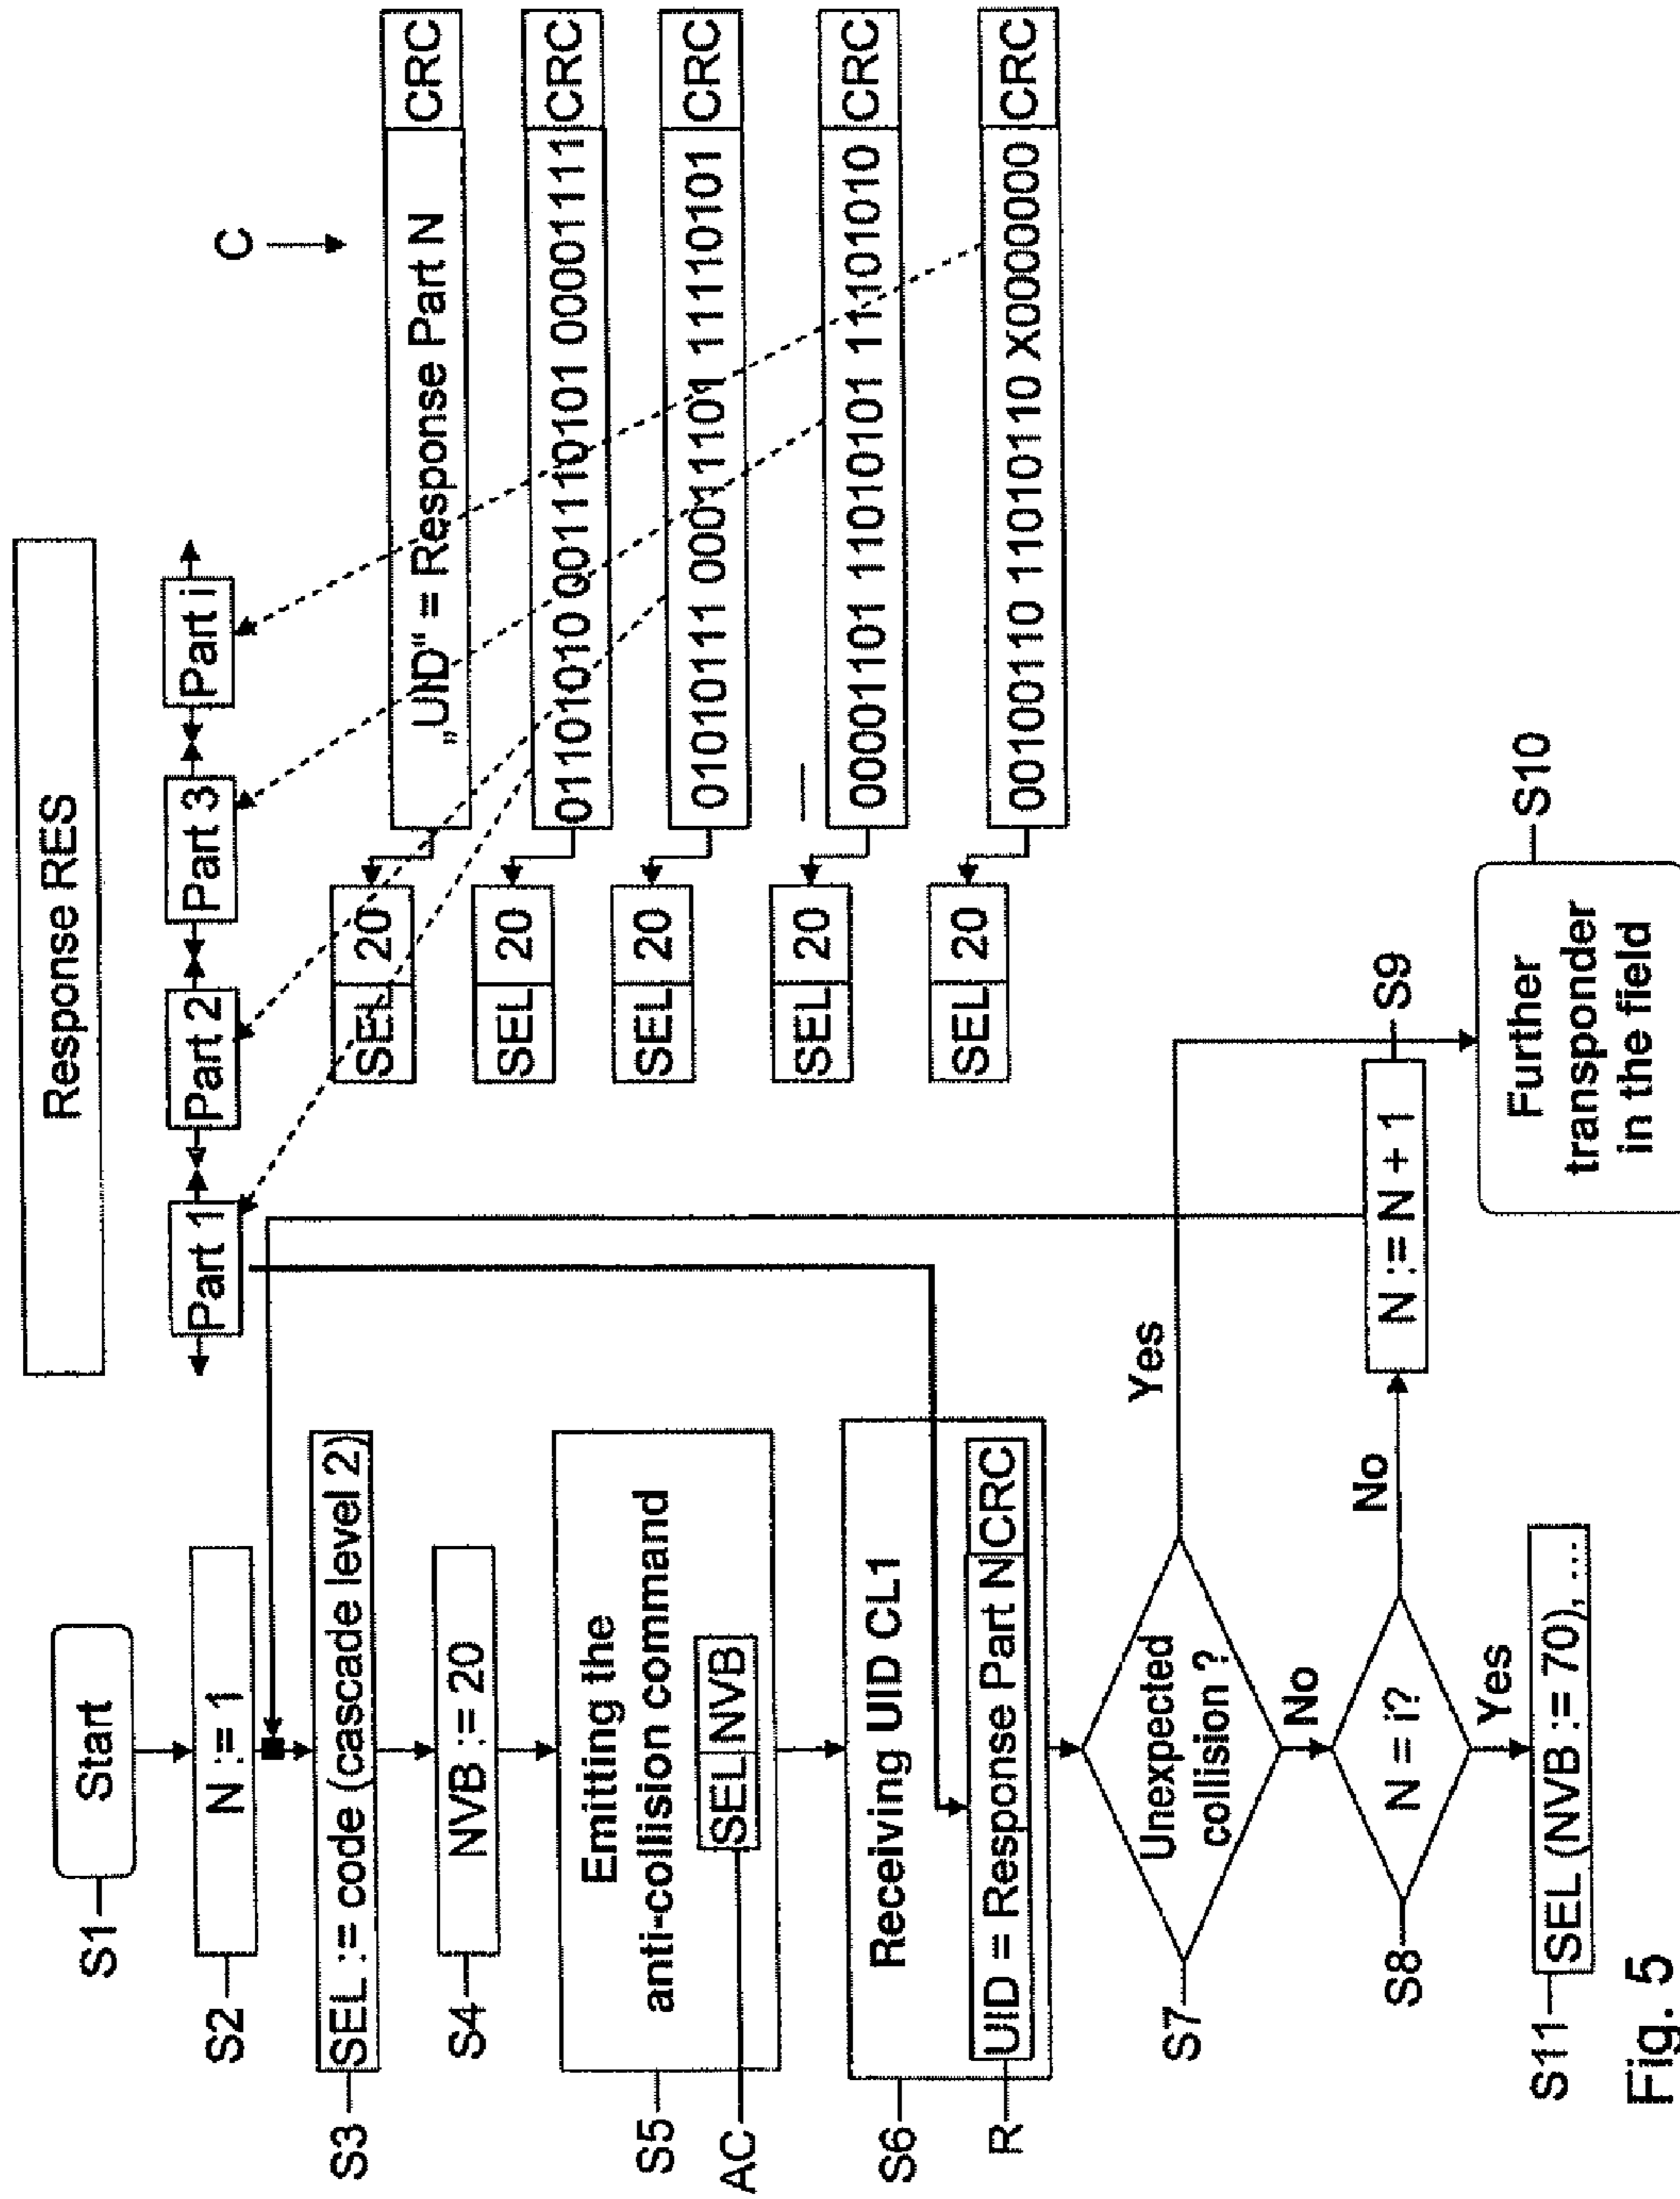 Response RES
Part 1
Part 2
Part 3
Part i
C
SEL 20
„UID" = Response Part N CRC
SEL 20
01101010 001110101 00001111 CRC
SEL 20
01010111 00011101 11110101 CRC
SEL 20
00001101 11010101 11101010 CRC
SEL 20
00100110 11010110 X0000000 CRC
S1
Start
S2
N := 1
S3
SEL := code (cascade level 2)
S4
NVB := 20
S5
Emitting the
anti-collision command
AC
SEL NVB
S6
Receiving UID CL1
R
UID = Response Part N CRC
S7
Unexpected
collision ?
Yes
No
S8
N = i?
No
Yes
N := N + 1
S9
Further
transponder
in the field
S10
S11
SEL (NVB := 70), ...
Fig. 5